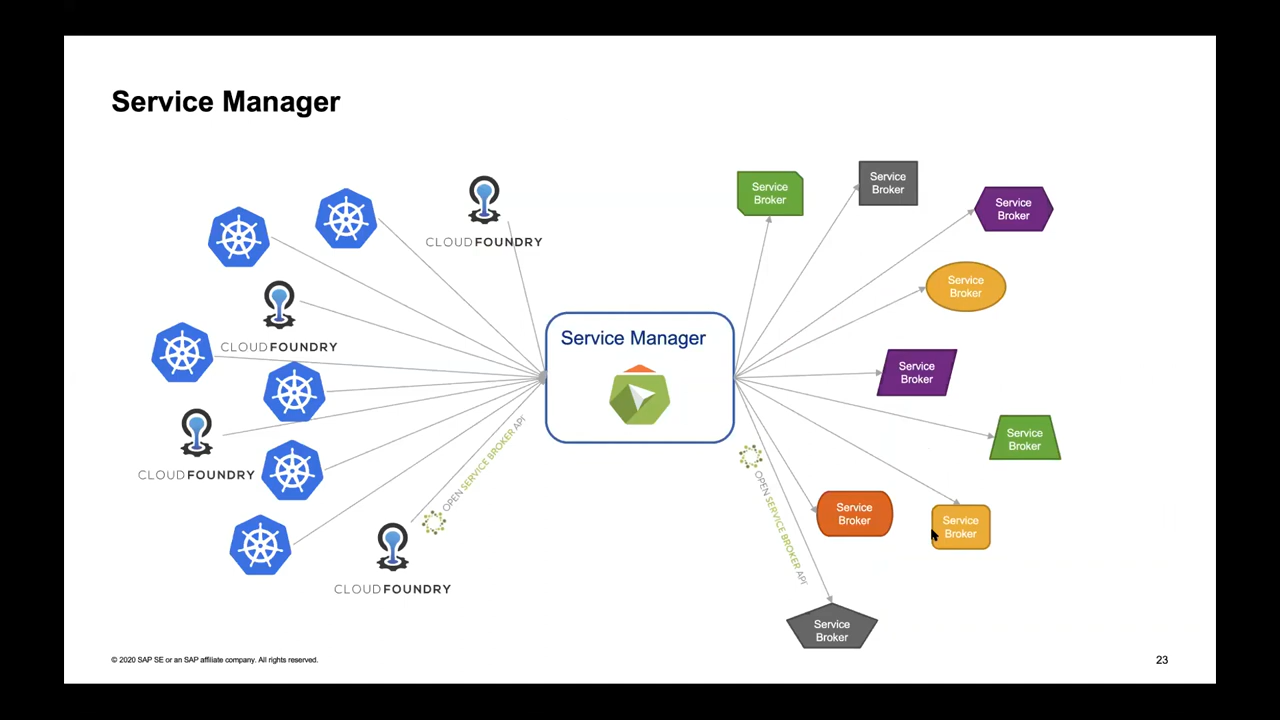 Service Manager
CLOUDFOUNDRY
CLOUDFOUNDRY
CLOUDFOUNDRY
CLOUDFOUNDRY
OPEN SERVICE BROKER API
Service Manager
OPEN SERVICE BROKER API
Service
Broker
Service
Broker
Service
Broker
Service
Broker
Service
Broker
Service
Broker
Service
Broker
Service
Broker
Service
Broker
© 2020 SAP SE or an SAP affiliate company. All rights reserved.
23